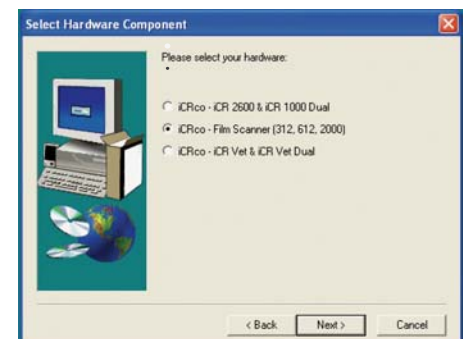 Select Hardware Component
Please select your hardware:
iCRco - iCR 2600 & iCR 1000 Dual
iCRco - Film Scanner (312, 612, 2000)
iCRco - iCR Vet & iCR Vet Dual
< Back
Next >
Cancel